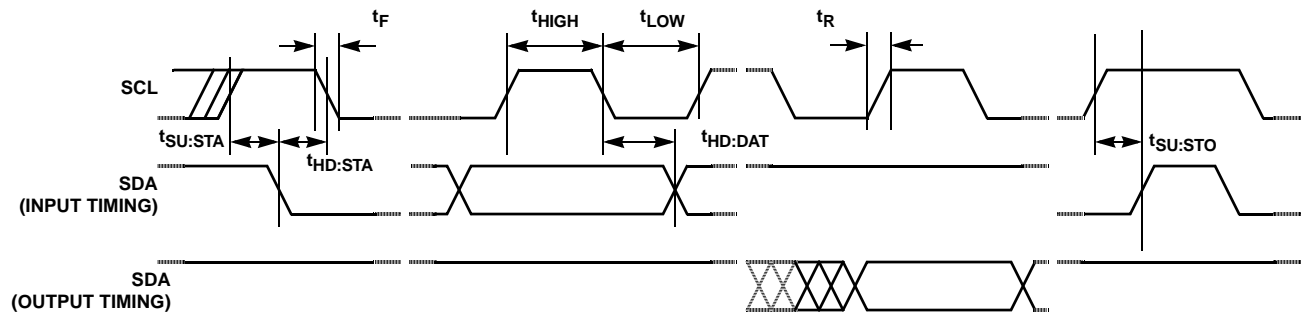 tF
tHIGH
tLOW
tR
SCL
tSU:STA
tHD:STA
tHD:DAT
tSU:STO
SDA
(INPUT TIMING)
SDA
(OUTPUT TIMING)